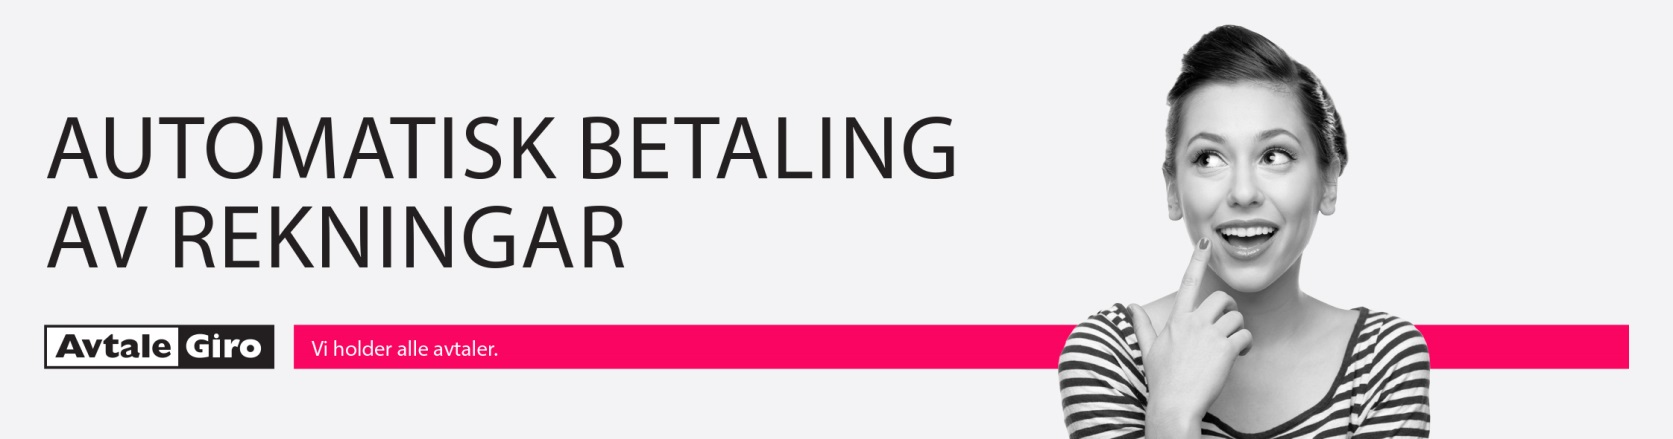 AUTOMATISK BETALING
AV REKNINGAR
Avtale Giro
Vi holder alle avtaler.